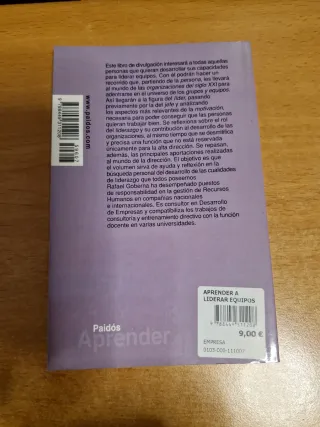 Este libro de divulgación interesará a todas aquellas
personas que quieran desarrollar sus capacidades
para liderar equipos. Con él podrán hacer un
recorrido que, partiendo de la persona, les llevará
al mundo de las organizaciones del siglo XXI para
adentrarse en el universo de los grupos y equipos.
Así llegarán a la figura del líder, pasando
previamente por la del jefe y analizando
los aspectos más relevantes de la motivación,
necesaria para poder conseguir que las personas
quieran trabajar bien. Se reflexiona sobre el rol
del liderazgo y su contribución al desarrollo de las
organizaciones, al mismo tiempo que se desmitifica
y precisa una función que no está reservada
únicamente para la alta dirección. Se repasan,
además, las principales aportaciones realizadas
al mundo de la dirección. El objetivo es que
el volumen sirva de ayuda y reflexión en la
búsqueda personal del desarrollo de las cualidades
de liderazgo que todos poseemos
Rafael Goberna ha desempeñado puestos
de responsabilidad en la gestión de Recursos
Humanos en compañías nacionales
e internacionales. Es consultor en Desarrollo
de Empresas y compatibiliza los trabajos de
consultoría y entrenamiento directivo con la función
docente en varias universidades.
www.paidos.com
Paidós
Aprender
APRENDER A
LIDERAR EQUIPOS
9,00 €
EMPRESA